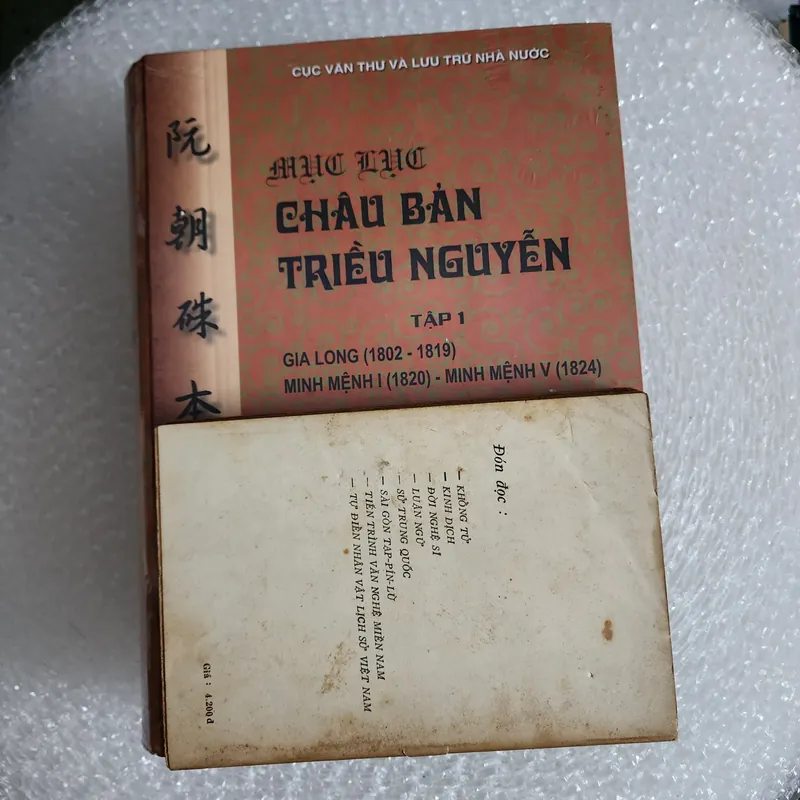 CỤC VĂN THƯ VÀ LƯU TRỮ NHÀ NƯỚC
阮朝硃本
MỤC LỤC
CHÂU BẢN
TRIỀU NGUYỄN
TẬP 1
GIA LONG (1802 - 1819)
MINH MỆNH I (1820) - MINH MỆNH V (1824)
Đón đọc :
— KHỔNG TỬ
— KINH DỊCH
— ĐỜI NGHỆ SĨ
— LUẬN NGỮ
— SỬ TRUNG QUỐC
— SÀI GÒN TẠP-PÍN-LÙ
— TIẾN TRÌNH VĂN NGHỆ MIỀN NAM
— TỰ ĐIỂN NHÂN VẬT LỊCH SỬ VIỆT NAM
Giá : 4.200đ